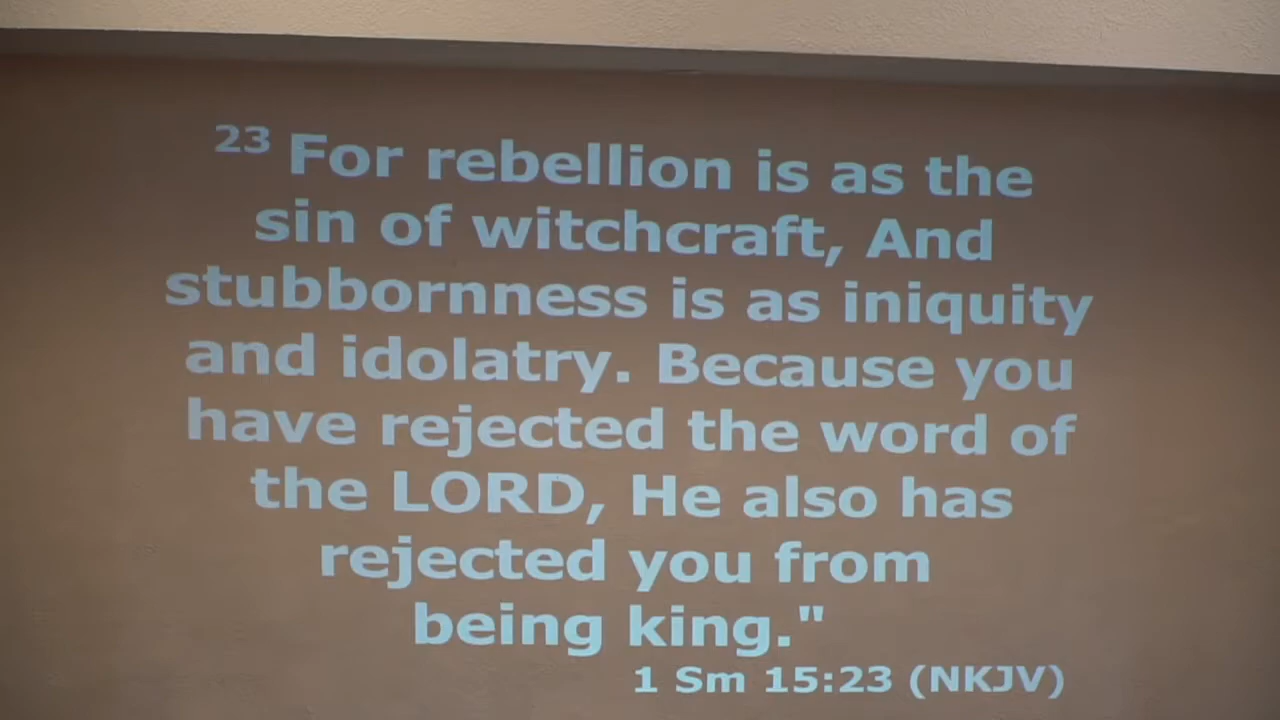 23 For rebellion is as the
sin of witchcraft, And
stubbornness is as iniquity
and idolatry. Because you
have rejected the word of
the LORD, He also has
rejected you from
being king."
1 Sm 15:23 (NKJV)